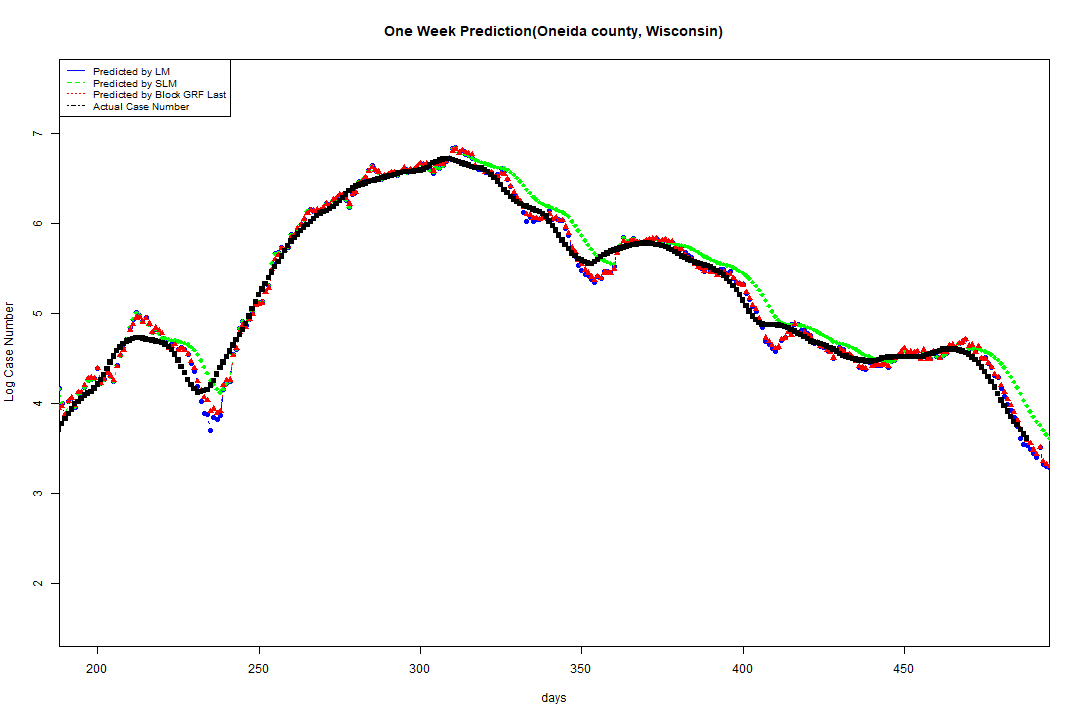 One Week Prediction(Oneida county, Wisconsin)
Predicted by LM
Predicted by SLM
Predicted by Block GRF Last
Actual Case Number
7
6
5
4
3
2
Log Case Number
200 250 300 350 400 450
days